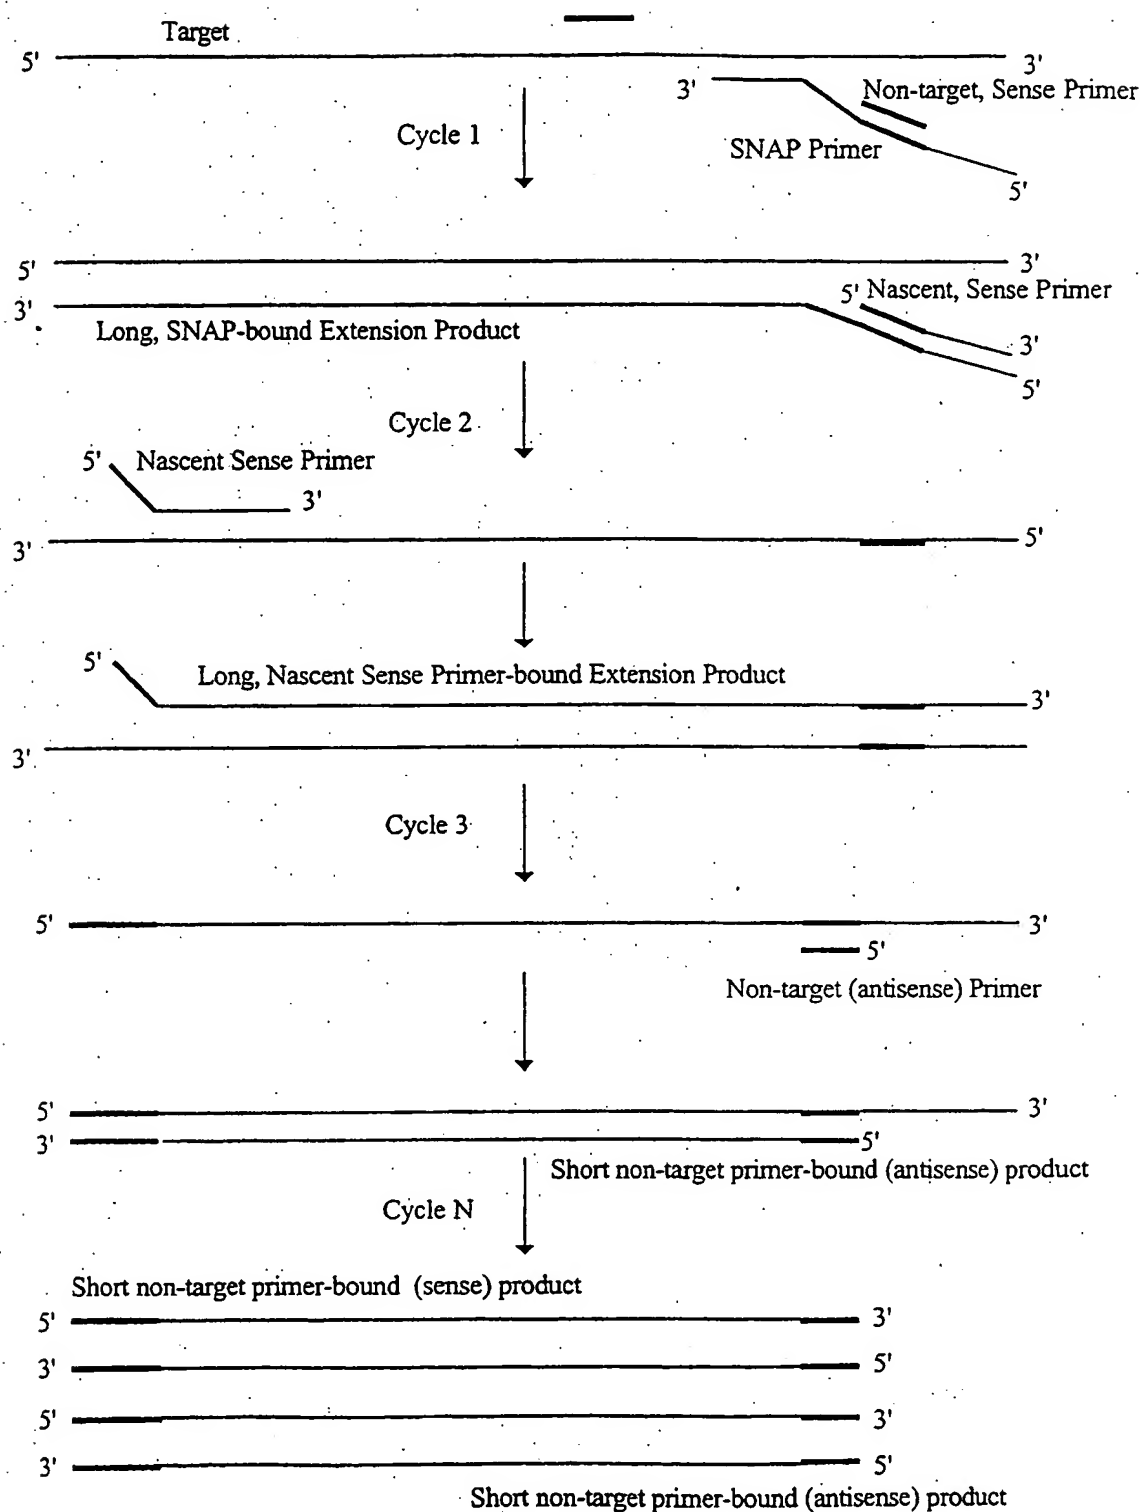 Target
5' 3'
3' Non-target, Sense Primer
Cycle 1
SNAP Primer
5'
5' 3'
3' 5' Nascent, Sense Primer
Long, SNAP-bound Extension Product
3'
5'
Cycle 2
5' Nascent Sense Primer
3'
3' 5'
5' Long, Nascent Sense Primer-bound Extension Product
3'
3'
Cycle 3
5' 3'
5'
Non-target (antisense) Primer
5' 3'
3' 5'
Short non-target primer-bound (antisense) product
Cycle N
Short non-target primer-bound (sense) product
5' 3'
3' 5'
5' 3'
3' 5'
Short non-target primer-bound (antisense) product